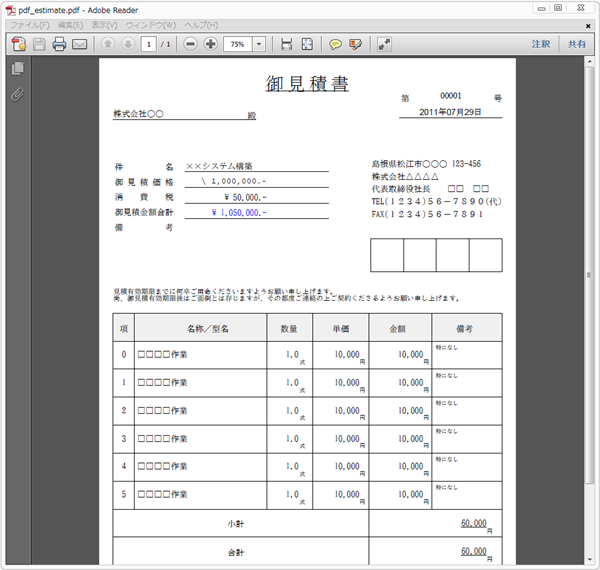 pdf_estimate.pdf - Adobe Reader
ファイル(F) 編集(E) 表示(V) ウィンドウ(W) ヘルプ(H)
1 / 1 75% 注釈 共有
御見積書
第 00001 号
株式会社〇〇 殿
2011年07月29日
件 名 ××システム構築
御見積価格 \ 1,000,000.-
消 費 税 ¥ 50,000.-
御見積金額合計 ¥ 1,050,000.-
備 考
島根県松江市〇〇〇 123-456
株式会社△△△△
代表取締役社長 □□ □□
TEL(1234)56-7890(代)
FAX(1234)56-7891
見積有効期限までに何卒ご用命くださいますようお願い申し上げます。
尚、御見積有効期限後はご面倒とは存じますが、その都度ご連絡の上ご契約くださるようお願い申し上げます。
項 名称／型名 数量 単価 金額 備考
0 □□□□作業 1.0 式 10,000 円 10,000 円 特になし
1 □□□□作業 1.0 式 10,000 円 10,000 円 特になし
2 □□□□作業 1.0 式 10,000 円 10,000 円 特になし
3 □□□□作業 1.0 式 10,000 円 10,000 円 特になし
4 □□□□作業 1.0 式 10,000 円 10,000 円 特になし
5 □□□□作業 1.0 式 10,000 円 10,000 円 特になし
小計 60,000 円
合計 60,000 円